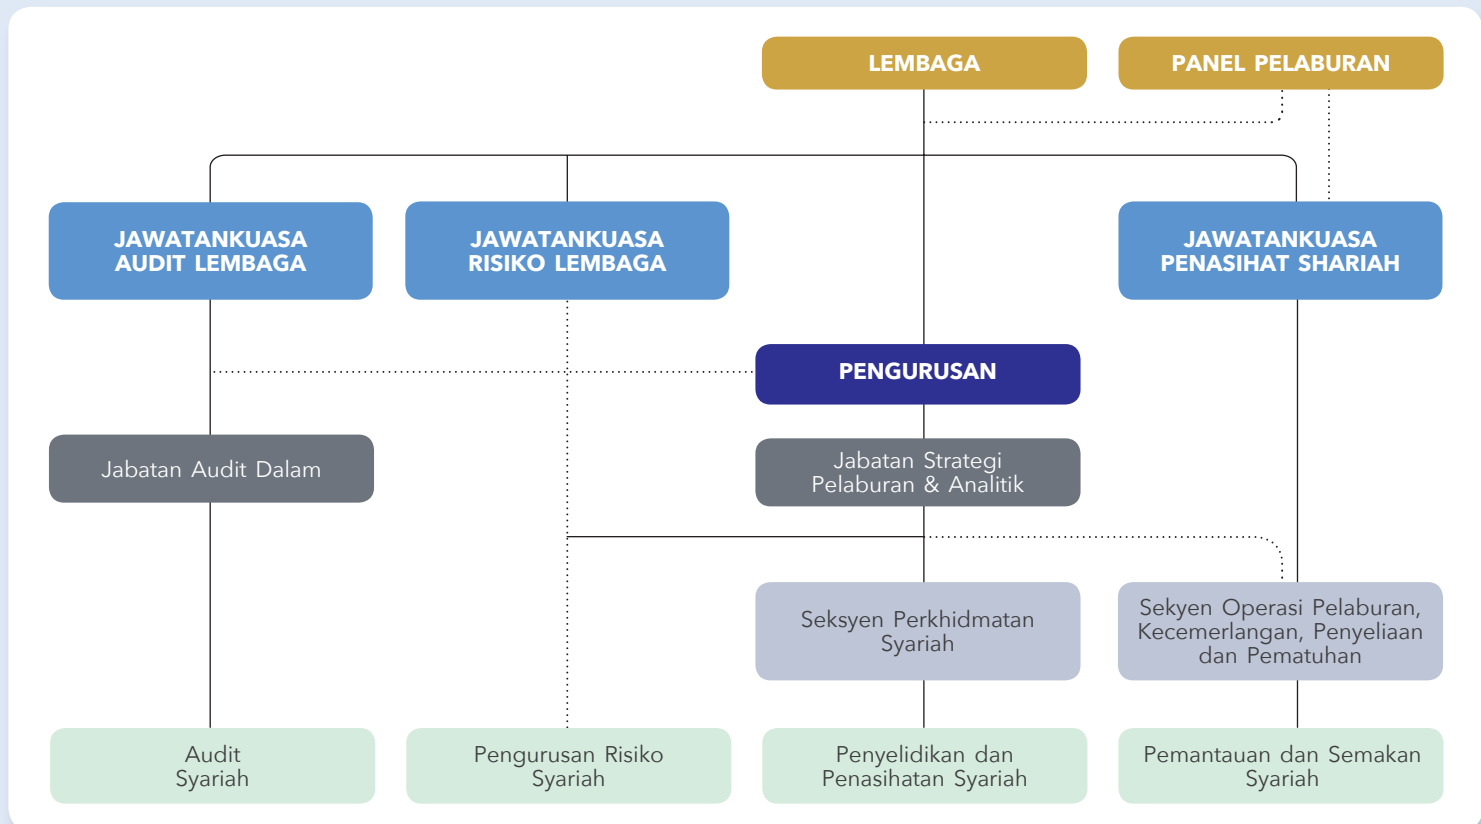 LEMBAGA
PANEL PELABURAN
JAWATANKUASA
AUDIT LEMBAGA
JAWATANKUASA
RISIKO LEMBAGA
JAWATANKUASA
PENASIHAT SHARIAH
PENGURUSAN
Jabatan Audit Dalam
Jabatan Strategi
Pelaburan & Analitik
Seksyen Perkhidmatan
Syariah
Sekyen Operasi Pelaburan,
Kecemerlangan, Penyeliaan
dan Pematuhan
Audit
Syariah
Pengurusan Risiko
Syariah
Penyelidikan dan
Penasihatan Syariah
Pemantauan dan Semakan
Syariah